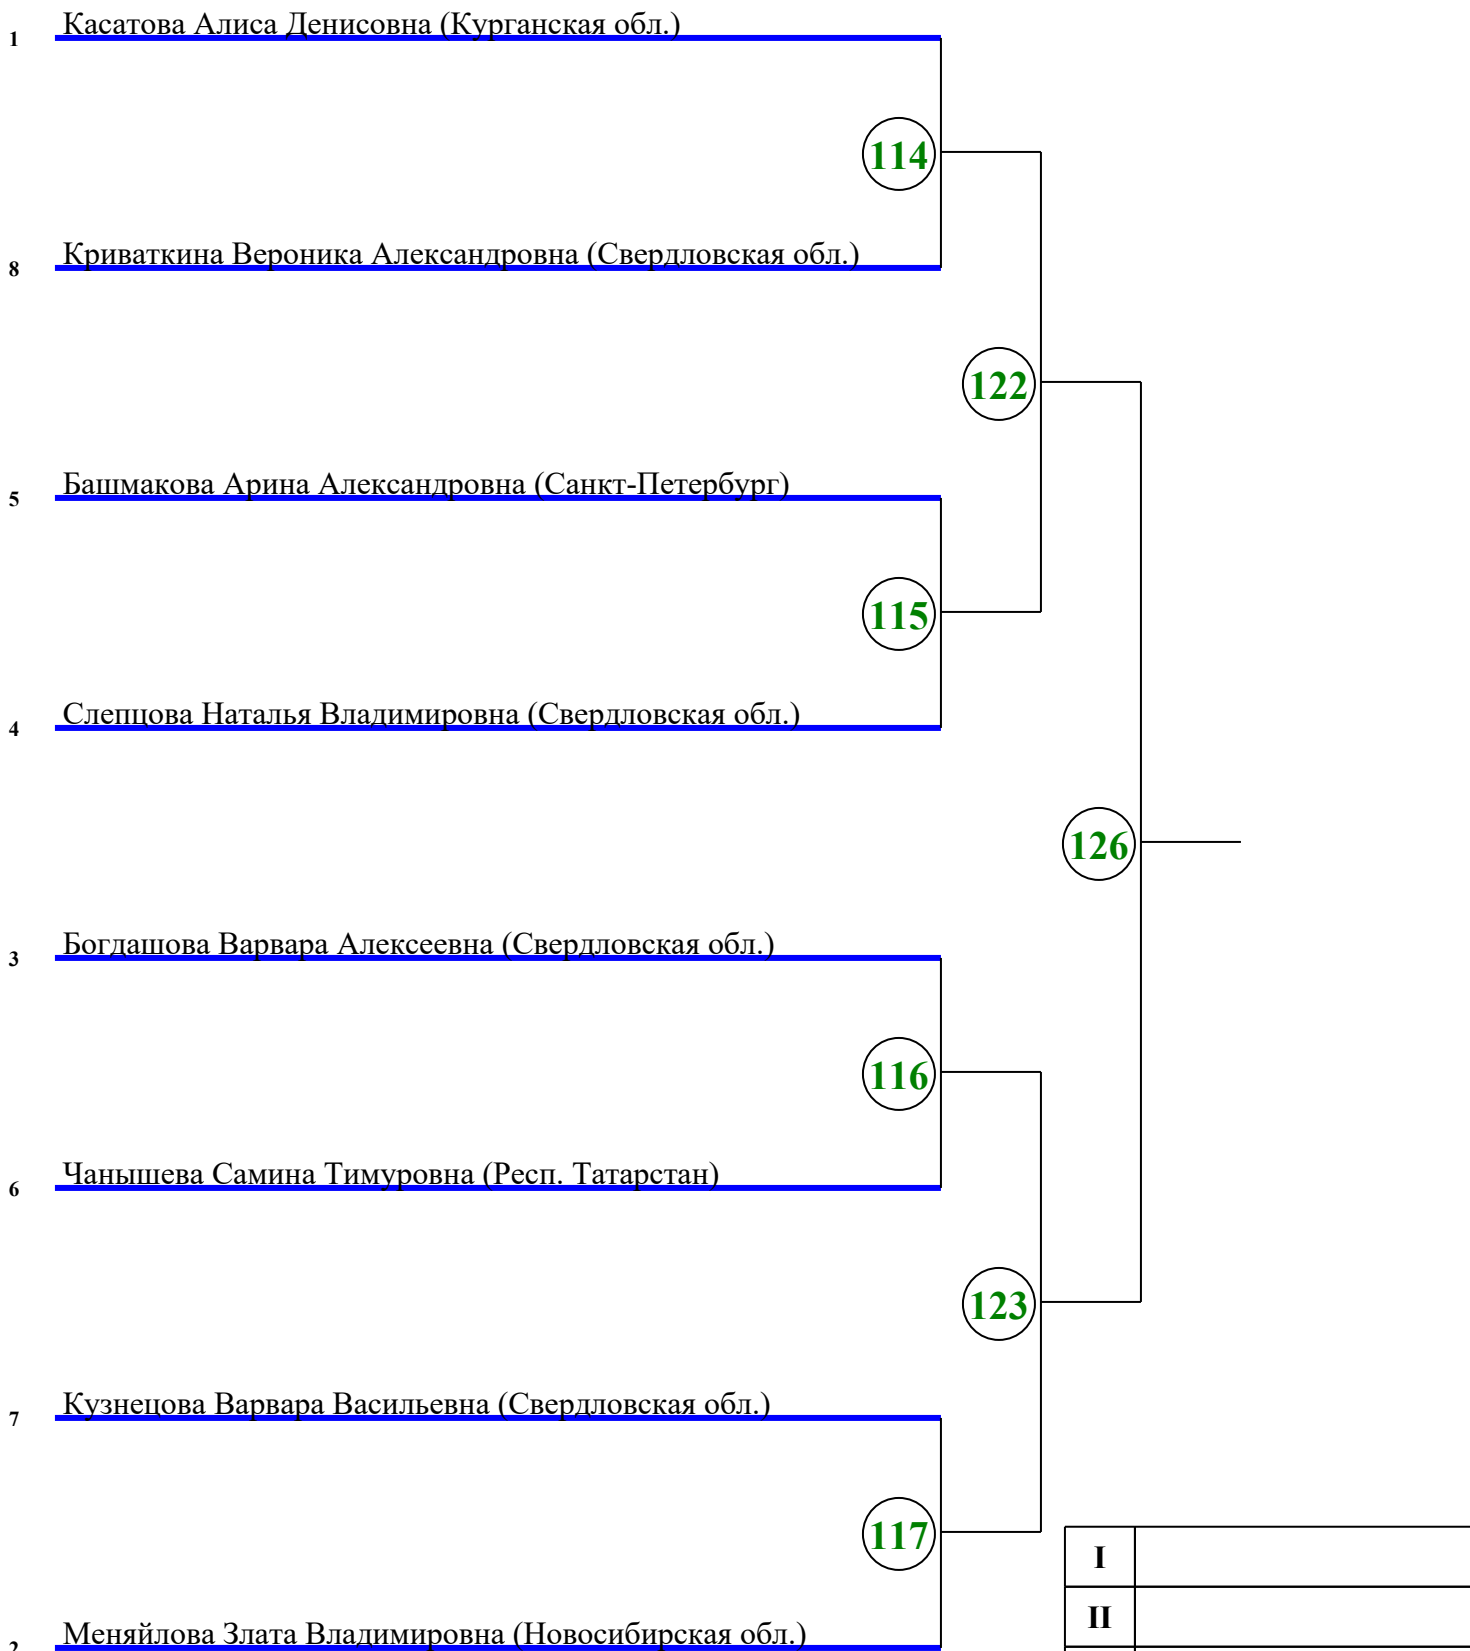 Касатова Алиса Денисовна (Курганская обл.)
1
114
Криваткина Вероника Александровна (Свердловская обл.)
8
122
Башмакова Арина Александровна (Санкт-Петербург)
5
115
Слепцова Наталья Владимировна (Свердловская обл.)
4
126
Богдашова Варвара Алексеевна (Свердловская обл.)
3
116
Чанышева Самина Тимуровна (Респ. Татарстан)
6
123
Кузнецова Варвара Васильевна (Свердловская обл.)
7
117
I
II
Меняйлова Злата Владимировна (Новосибирская обл.)
2